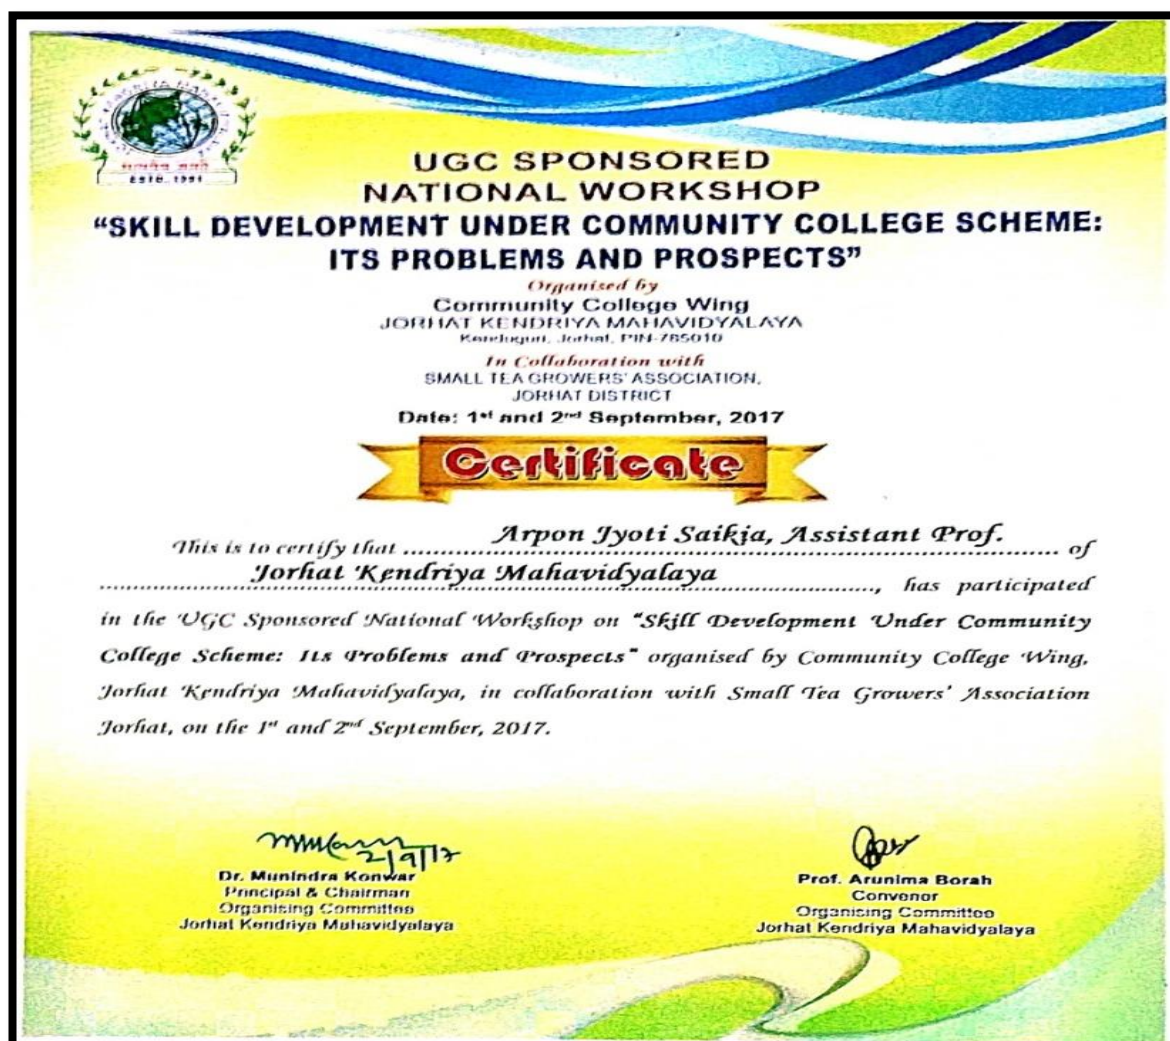 ESTD. 1991
UGC SPONSORED
NATIONAL WORKSHOP
“SKILL DEVELOPMENT UNDER COMMUNITY COLLEGE SCHEME:
ITS PROBLEMS AND PROSPECTS”
Organised by
Community College Wing
JORHAT KENDRIYA MAHAVIDYALAYA
Kenduguri, Jorhat, PIN-785010
In Collaboration with
SMALL TEA GROWERS' ASSOCIATION,
JORHAT DISTRICT
Date: 1st and 2nd September, 2017
Certificate
This is to certify that Arpon Jyoti Saikia, Assistant Prof. of
Jorhat Kendriya Mahavidyalaya, has participated
in the UGC Sponsored National Workshop on “Skill Development Under Community
College Scheme: Its Problems and Prospects” organised by Community College Wing,
Jorhat Kendriya Mahavidyalaya, in collaboration with Small Tea Growers' Association
Jorhat, on the 1st and 2nd September, 2017.
2/9/17
Dr. Munindra Konwar
Principal & Chairman
Organising Committee
Jorhat Kendriya Mahavidyalaya
Prof. Arunima Borah
Convenor
Organising Committee
Jorhat Kendriya Mahavidyalaya